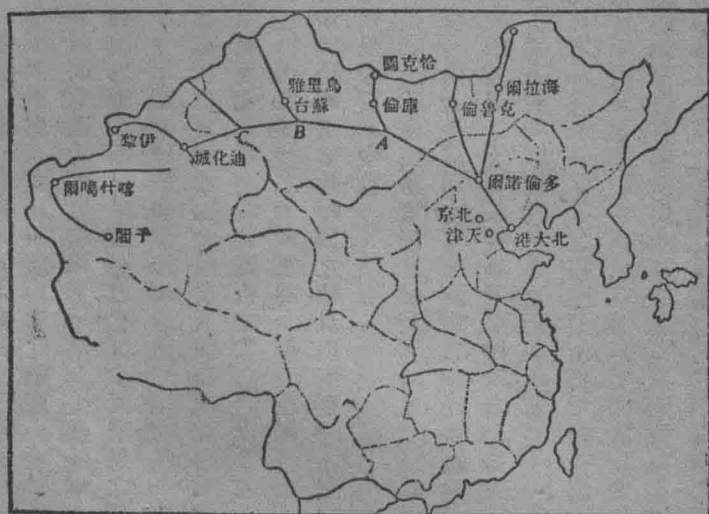 恰克圖
烏里雅
蘇台
海拉爾
庫倫
克魯倫
伊犂
C
B
A
迪化城
喀什噶爾
多倫諾爾
北京
天津
北大港
于闐